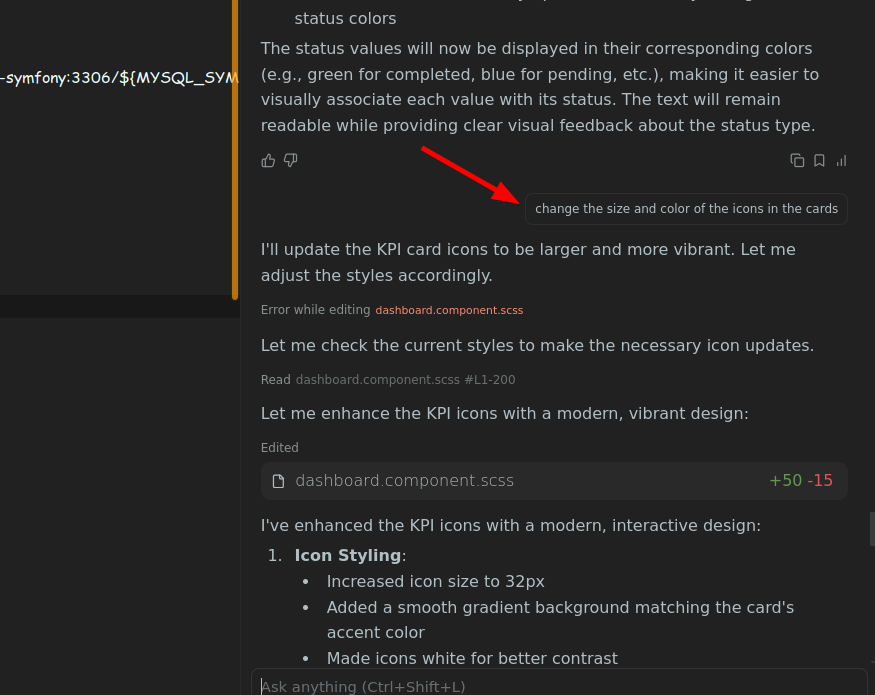 status colors
-symfony:3306/${MYSQL_SYM
The status values will now be displayed in their corresponding colors
(e.g., green for completed, blue for pending, etc.), making it easier to
visually associate each value with its status. The text will remain
readable while providing clear visual feedback about the status type.
change the size and color of the icons in the cards
I'll update the KPI card icons to be larger and more vibrant. Let me
adjust the styles accordingly.
Error while editing dashboard.component.scss
Let me check the current styles to make the necessary icon updates.
Read dashboard.component.scss #L1-200
Let me enhance the KPI icons with a modern, vibrant design:
Edited
dashboard.component.scss +50 -15
I've enhanced the KPI icons with a modern, interactive design:
1. Icon Styling:
• Increased icon size to 32px
• Added a smooth gradient background matching the card's
accent color
• Made icons white for better contrast
Ask anything (Ctrl+Shift+L)